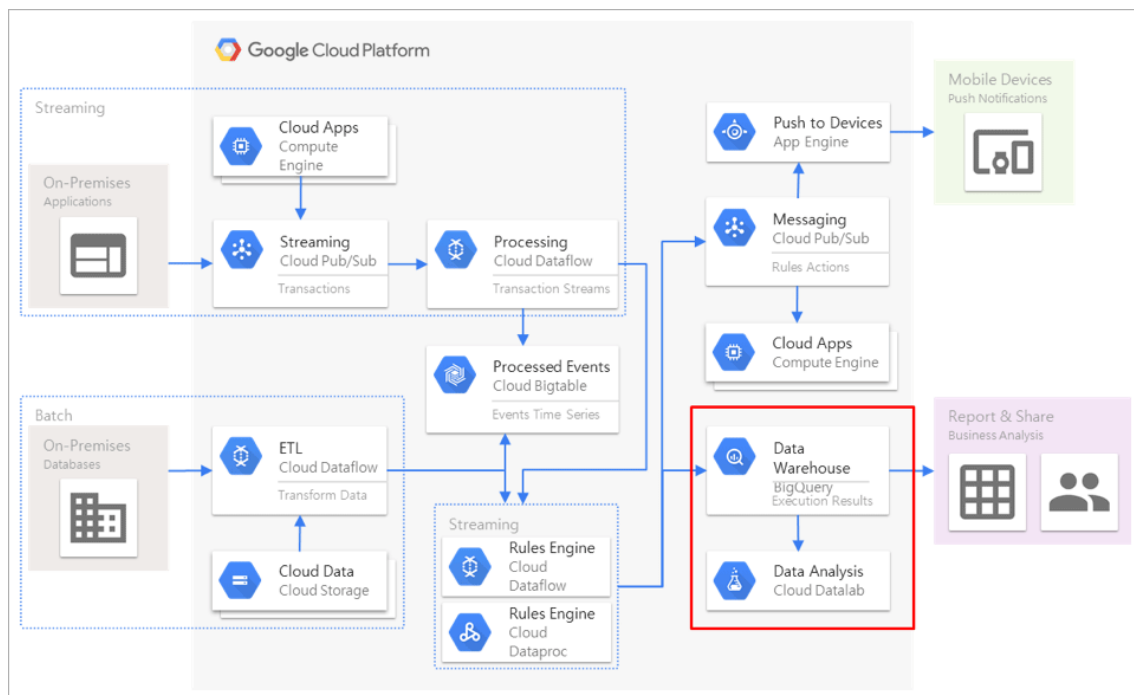 Google Cloud Platform
Streaming
On-Premises
Applications
Cloud Apps
Compute
Engine
Streaming
Cloud Pub/Sub
Transactions
Processing
Cloud Dataflow
Transaction Streams
Processed Events
Cloud Bigtable
Events Time Series
Batch
On-Premises
Databases
ETL
Cloud Dataflow
Transform Data
Cloud Data
Cloud Storage
Streaming
Rules Engine
Cloud
Dataflow
Rules Engine
Cloud
Dataproc
Push to Devices
App Engine
Messaging
Cloud Pub/Sub
Rules Actions
Cloud Apps
Compute Engine
Data
Warehouse
BigQuery
Execution Results
Data Analysis
Cloud Datalab
Mobile Devices
Push Notifications
Report & Share
Business Analysis